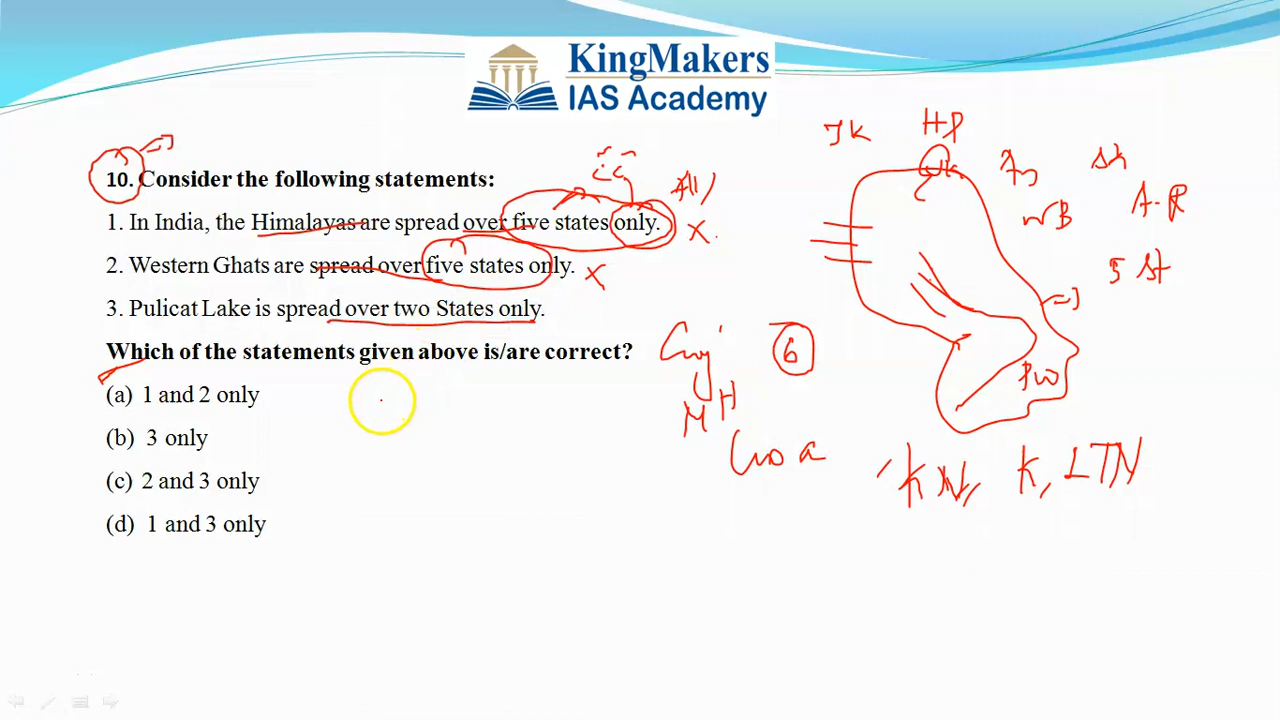 KingMakers
IAS Academy
10. Consider the following statements:
1. In India, the Himalayas are spread over five states only.
2. Western Ghats are spread over five states only.
3. Pulicat Lake is spread over two States only.
Which of the statements given above is/are correct?
(a) 1 and 2 only
(b) 3 only
(c) 2 and 3 only
(d) 1 and 3 only
JK HP
WB
5 St
Guj 6
MH
Goa
K, LTN